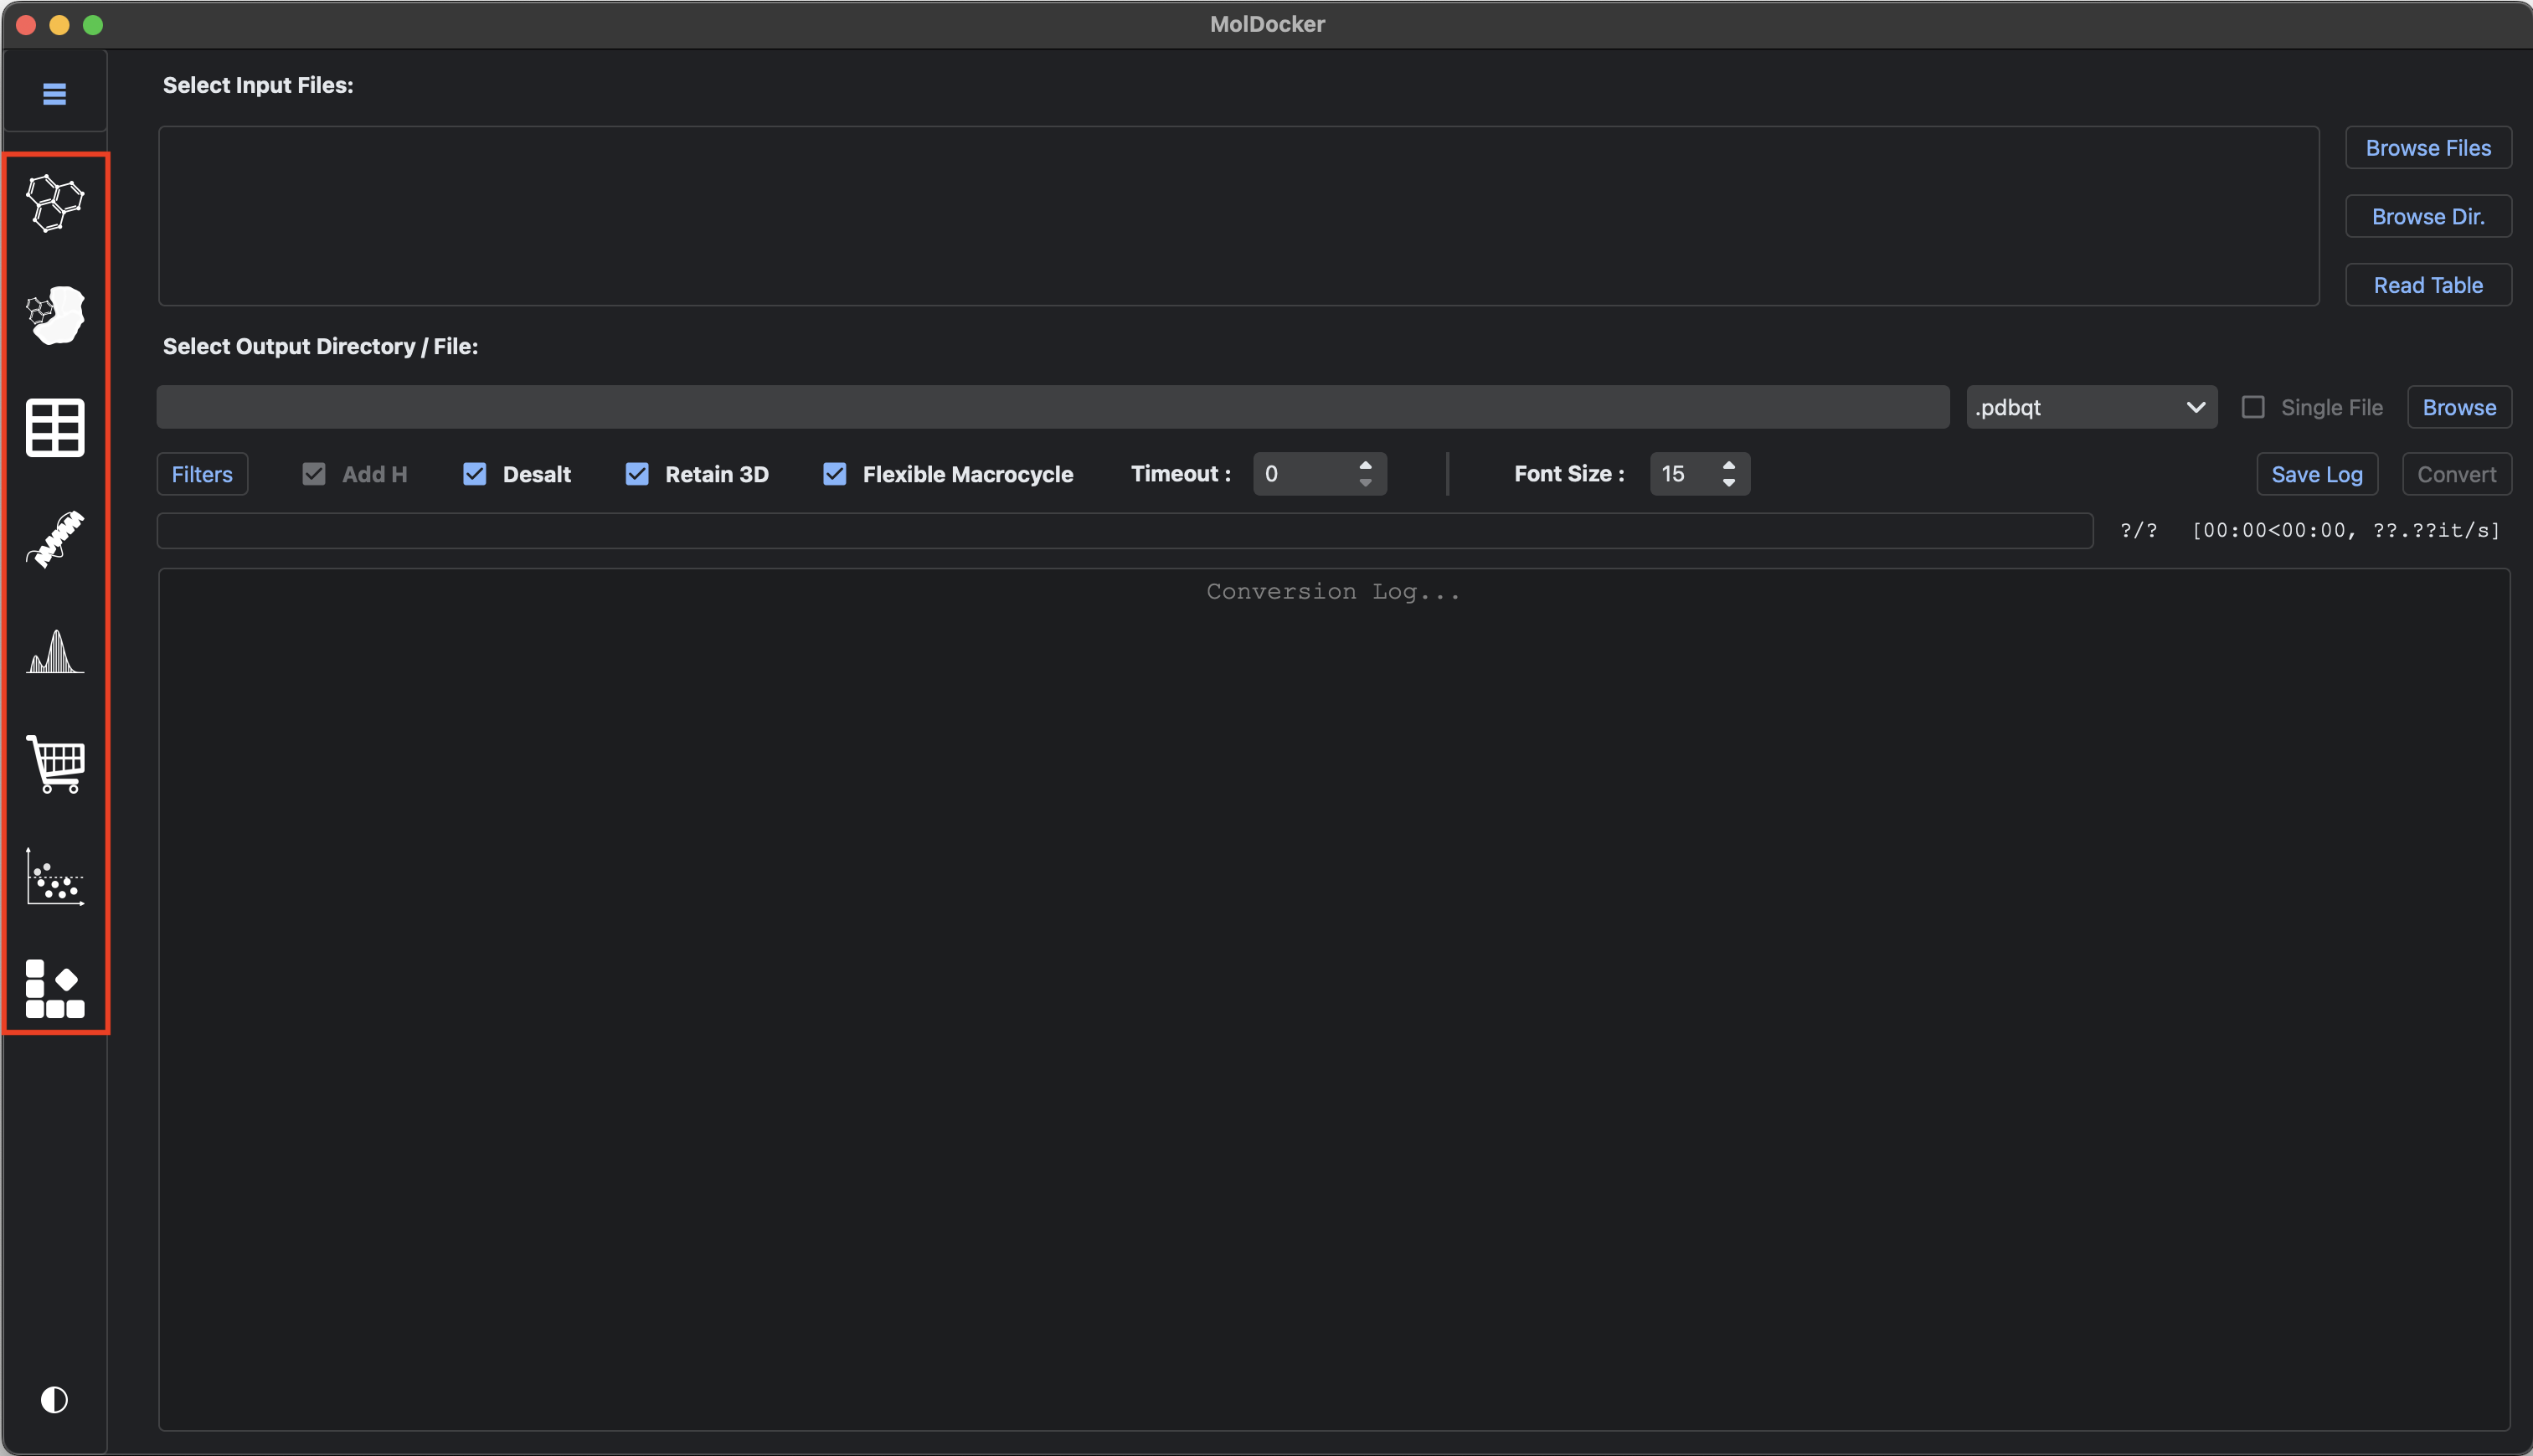 MolDocker
Select Input Files:
Browse Files
Browse Dir.
Read Table
Select Output Directory / File:
.pdbqt Single File Browse
Filters Add H Desalt Retain 3D Flexible Macrocycle Timeout : 0 Font Size : 15 Save Log Convert
?/? [00:00<00:00, ??.??it/s]
Conversion Log...